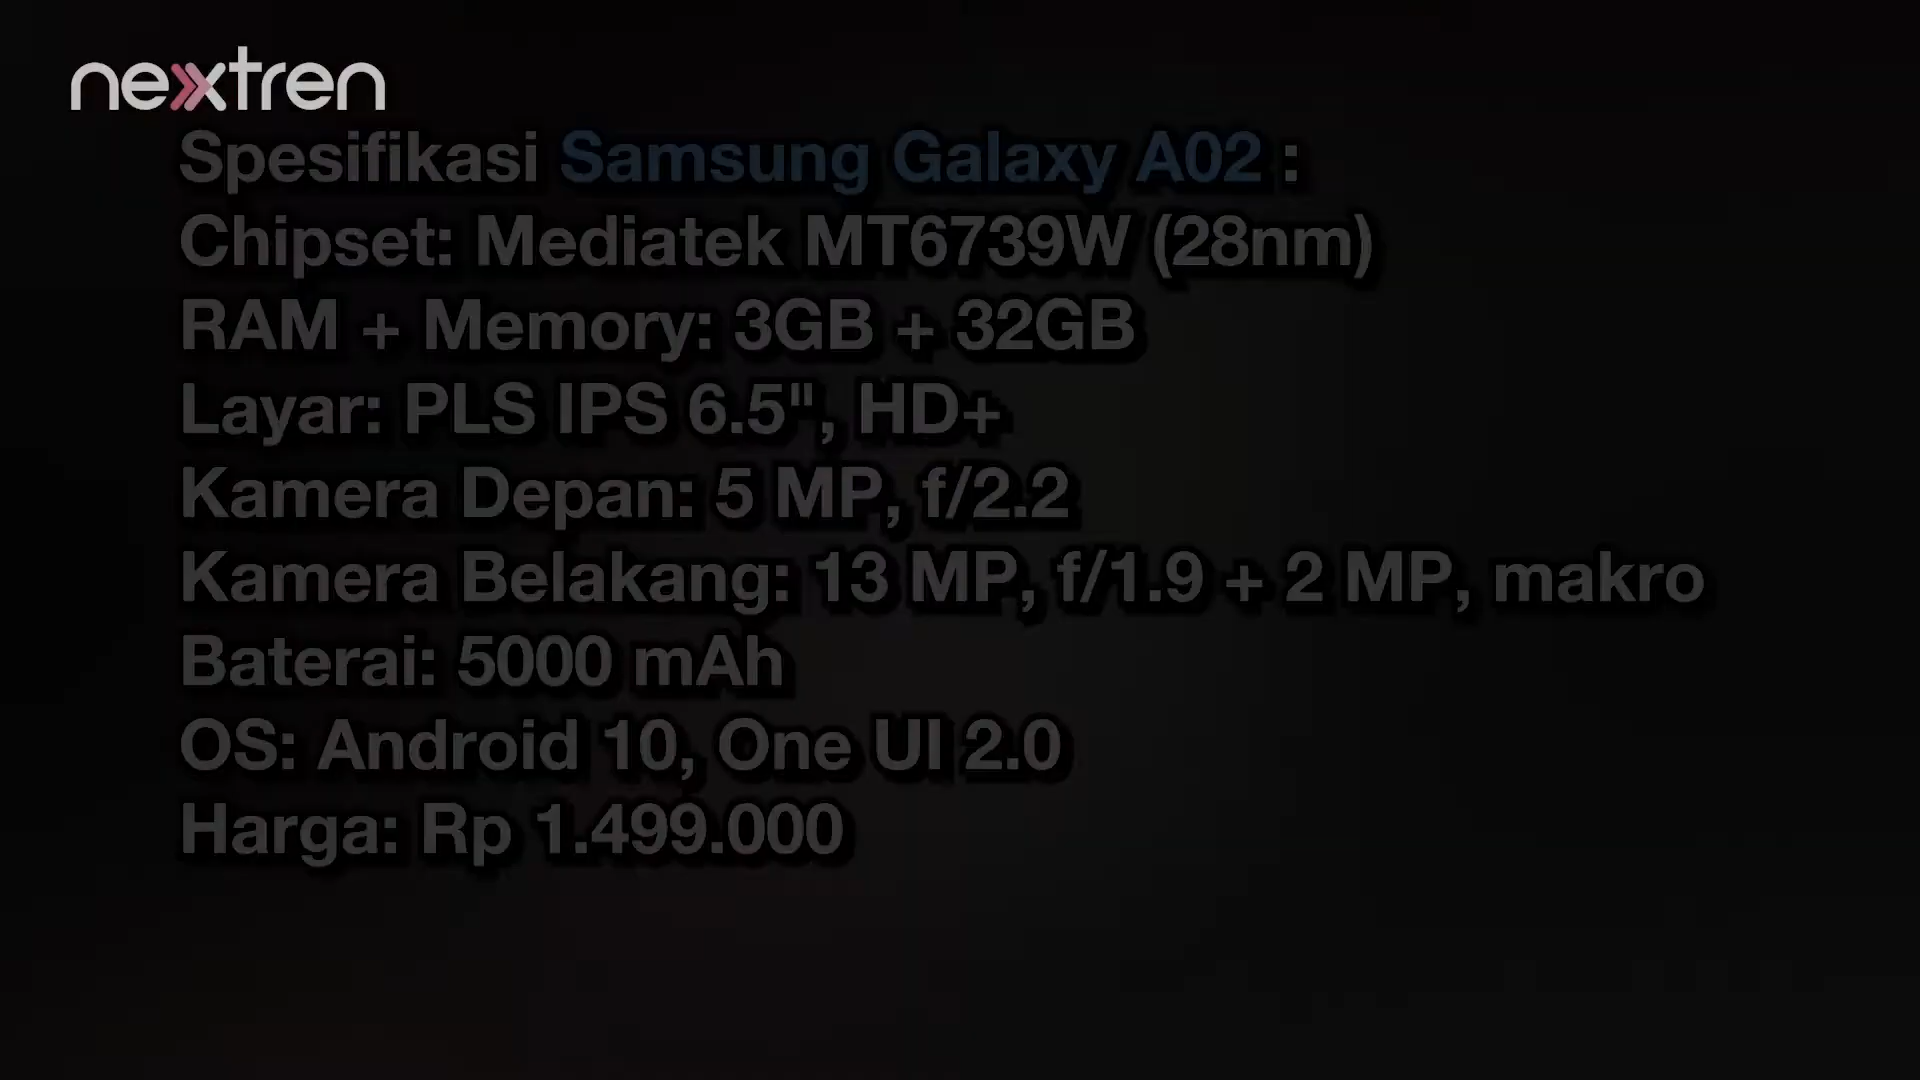 nextren
Spesifikasi Samsung Galaxy A02 :
Chipset: Mediatek MT6739W (28nm)
RAM + Memory: 3GB + 32GB
Layar: PLS IPS 6.5", HD+
Kamera Depan: 5 MP, f/2.2
Kamera Belakang: 13 MP, f/1.9 + 2 MP, makro
Baterai: 5000 mAh
OS: Android 10, One UI 2.0
Harga: Rp 1.499.000